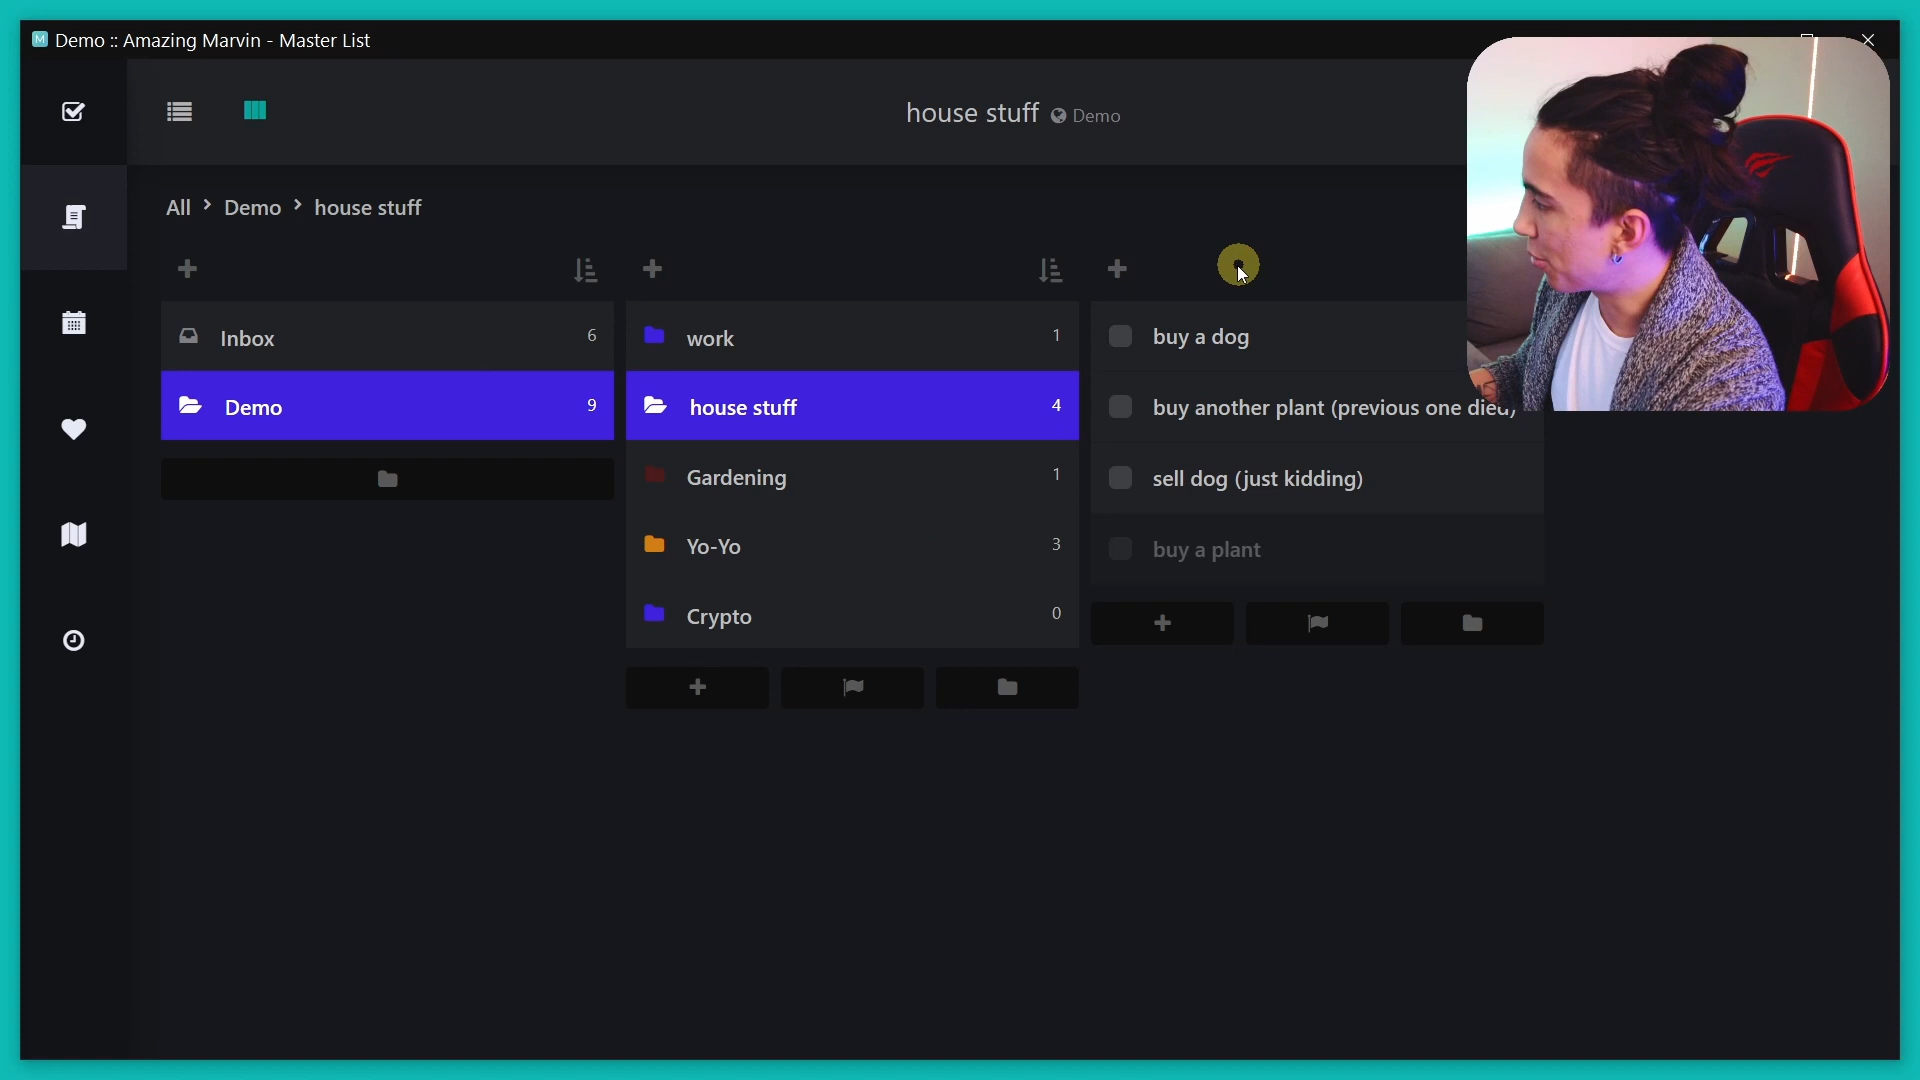 M Demo :: Amazing Marvin - Master List
house stuff Demo
All > Demo > house stuff
Inbox 6
Demo 9
work 1
house stuff 4
Gardening 1
Yo-Yo 3
Crypto 0
buy a dog
buy another plant (previous one died)
sell dog (just kidding)
buy a plant